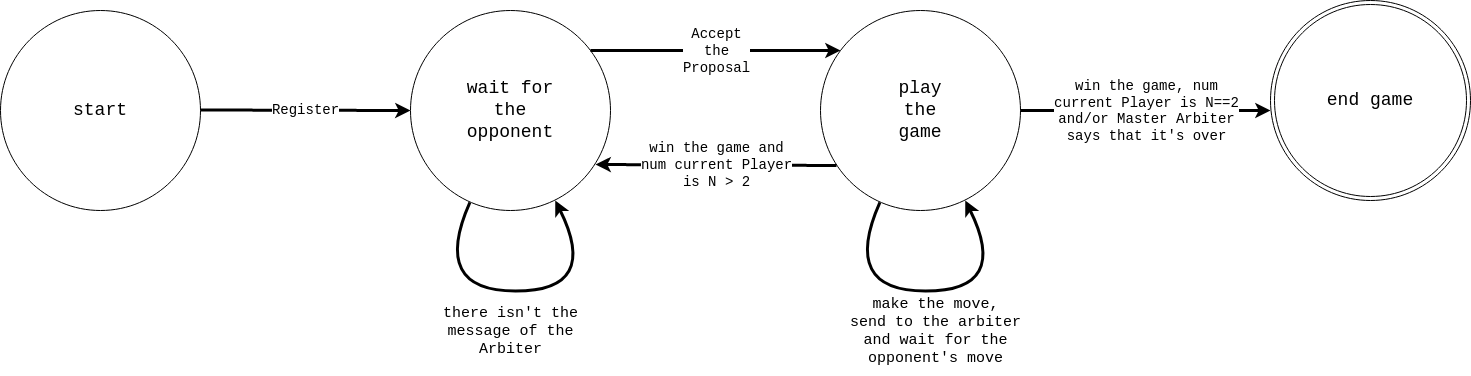 start
Register
wait for
the
opponent
Accept
the
Proposal
win the game and
num current Player
is N > 2
play
the
game
win the game, num
current Player is N==2
and/or Master Arbiter
says that it's over
end game
there isn't the
message of the
Arbiter
make the move,
send to the arbiter
and wait for the
opponent's move